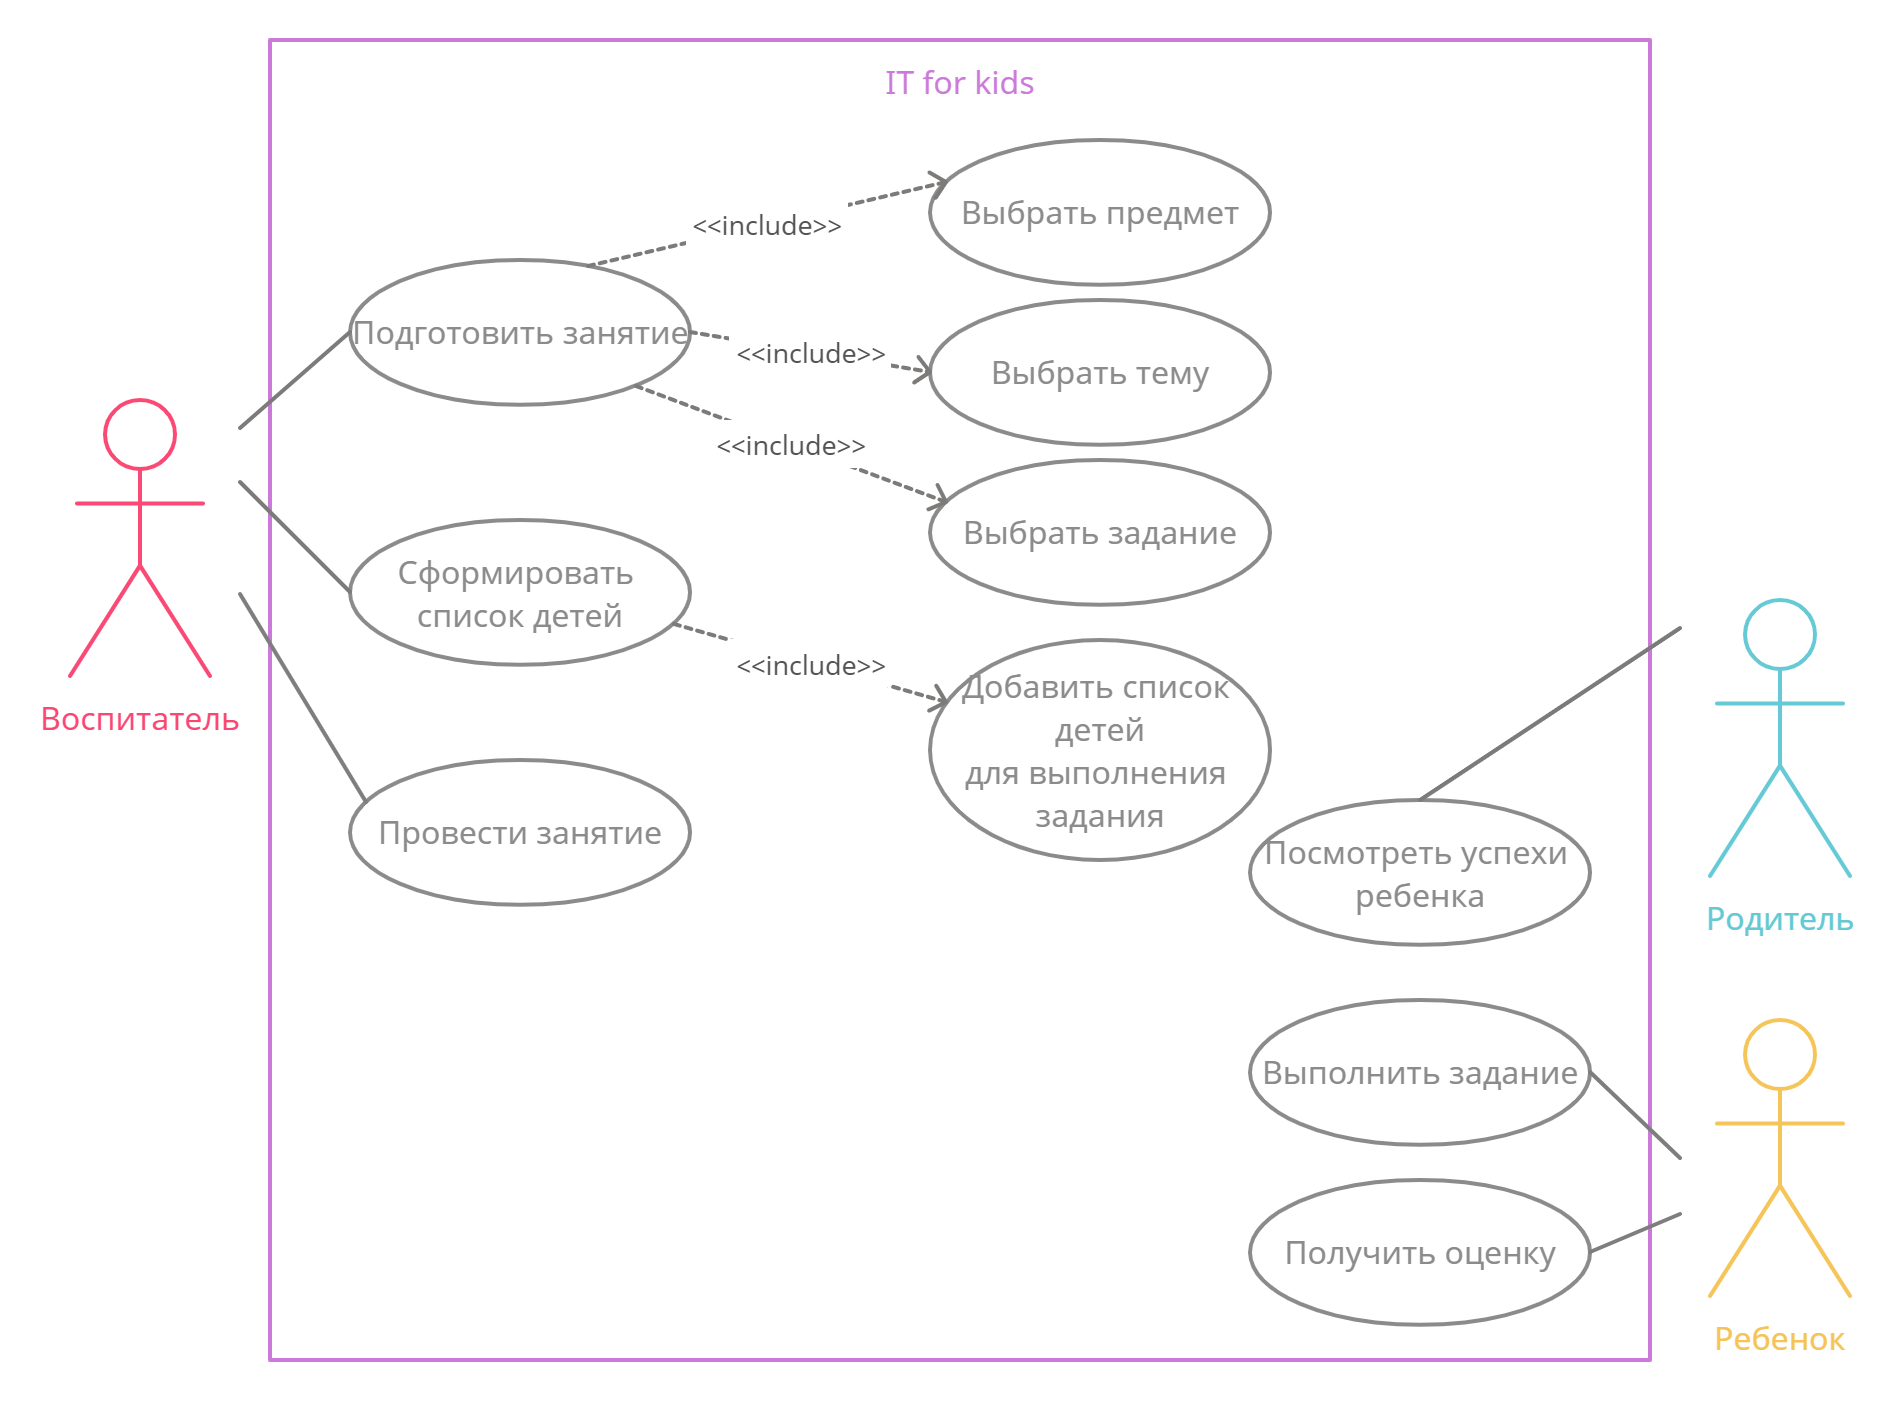 IT for kids
Выбрать предмет
<<include>>
Подготовить занятие
<<include>>
Выбрать тему
<<include>>
Выбрать задание
Сформировать
список детей
<<include>>
Добавить список
детей
для выполнения
задания
Воспитатель
Провести занятие
Посмотреть успехи
ребенка
Родитель
Выполнить задание
Получить оценку
Ребенок